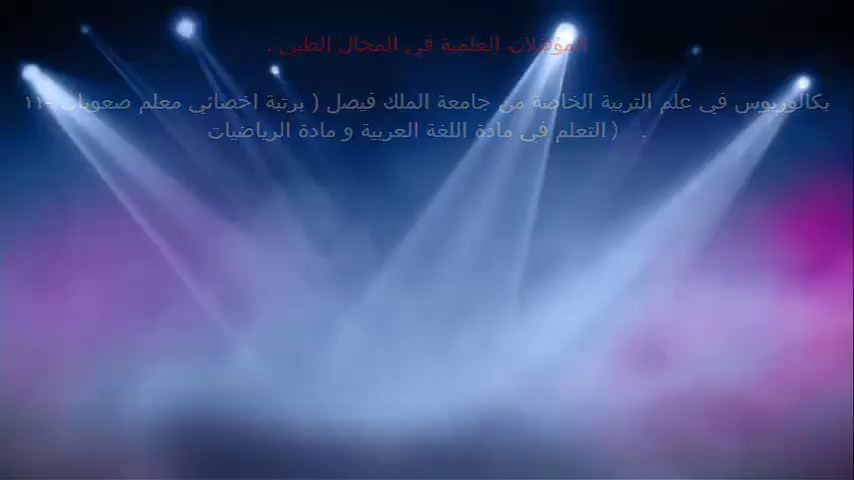 المؤهلات العلمية في المجال الطبي .
١١- بكالوريوس في علم التربية الخاصة من جامعة الملك فيصل ( برتبة اخصائي معلم صعوبات
التعلم في مادة اللغة العربية و مادة الرياضيات ) .